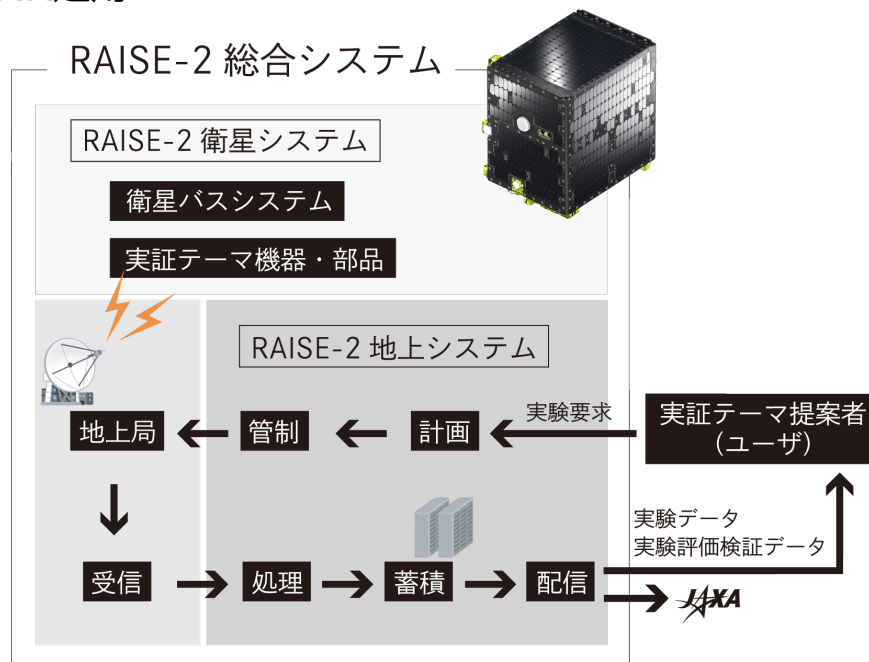 RAISE-2 総合システム
RAISE-2 衛星システム
衛星バスシステム
実証テーマ機器・部品
RAISE-2 地上システム
地上局
管制
計画
実験要求
実証テーマ提案者
（ユーザ）
受信
処理
蓄積
配信
実験データ
実験評価検証データ
JAXA